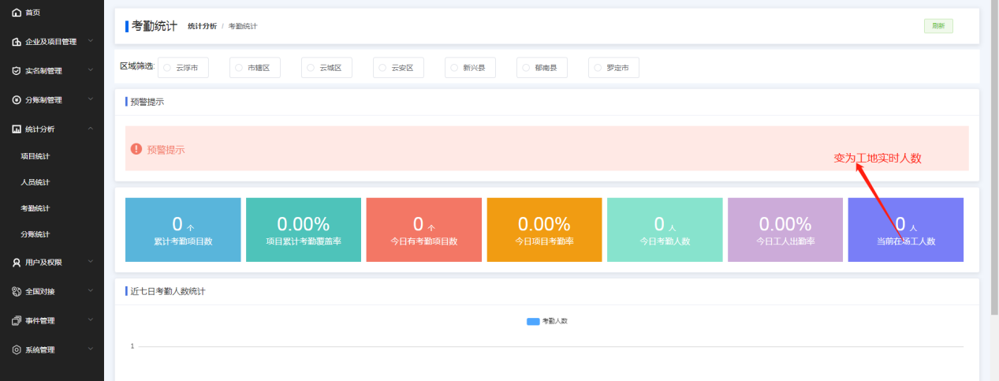 首页
企业及项目管理
实名制管理
分账制管理
统计分析
项目统计
人员统计
考勤统计
分账统计
用户及权限
全国对接
事件管理
系统管理
考勤统计 统计分析 / 考勤统计
刷新
区域筛选: 云浮市 市辖区 云城区 云安区 新兴县 郁南县 罗定市
预警提示
预警提示
变为工地实时人数
0 个
累计考勤项目数
0.00%
项目累计考勤覆盖率
0 个
今日有考勤项目数
0.00%
今日项目考勤率
0 人
今日考勤人数
0.00%
今日工人出勤率
0 人
当前在场工人数
近七日考勤人数统计
考勤人数
1